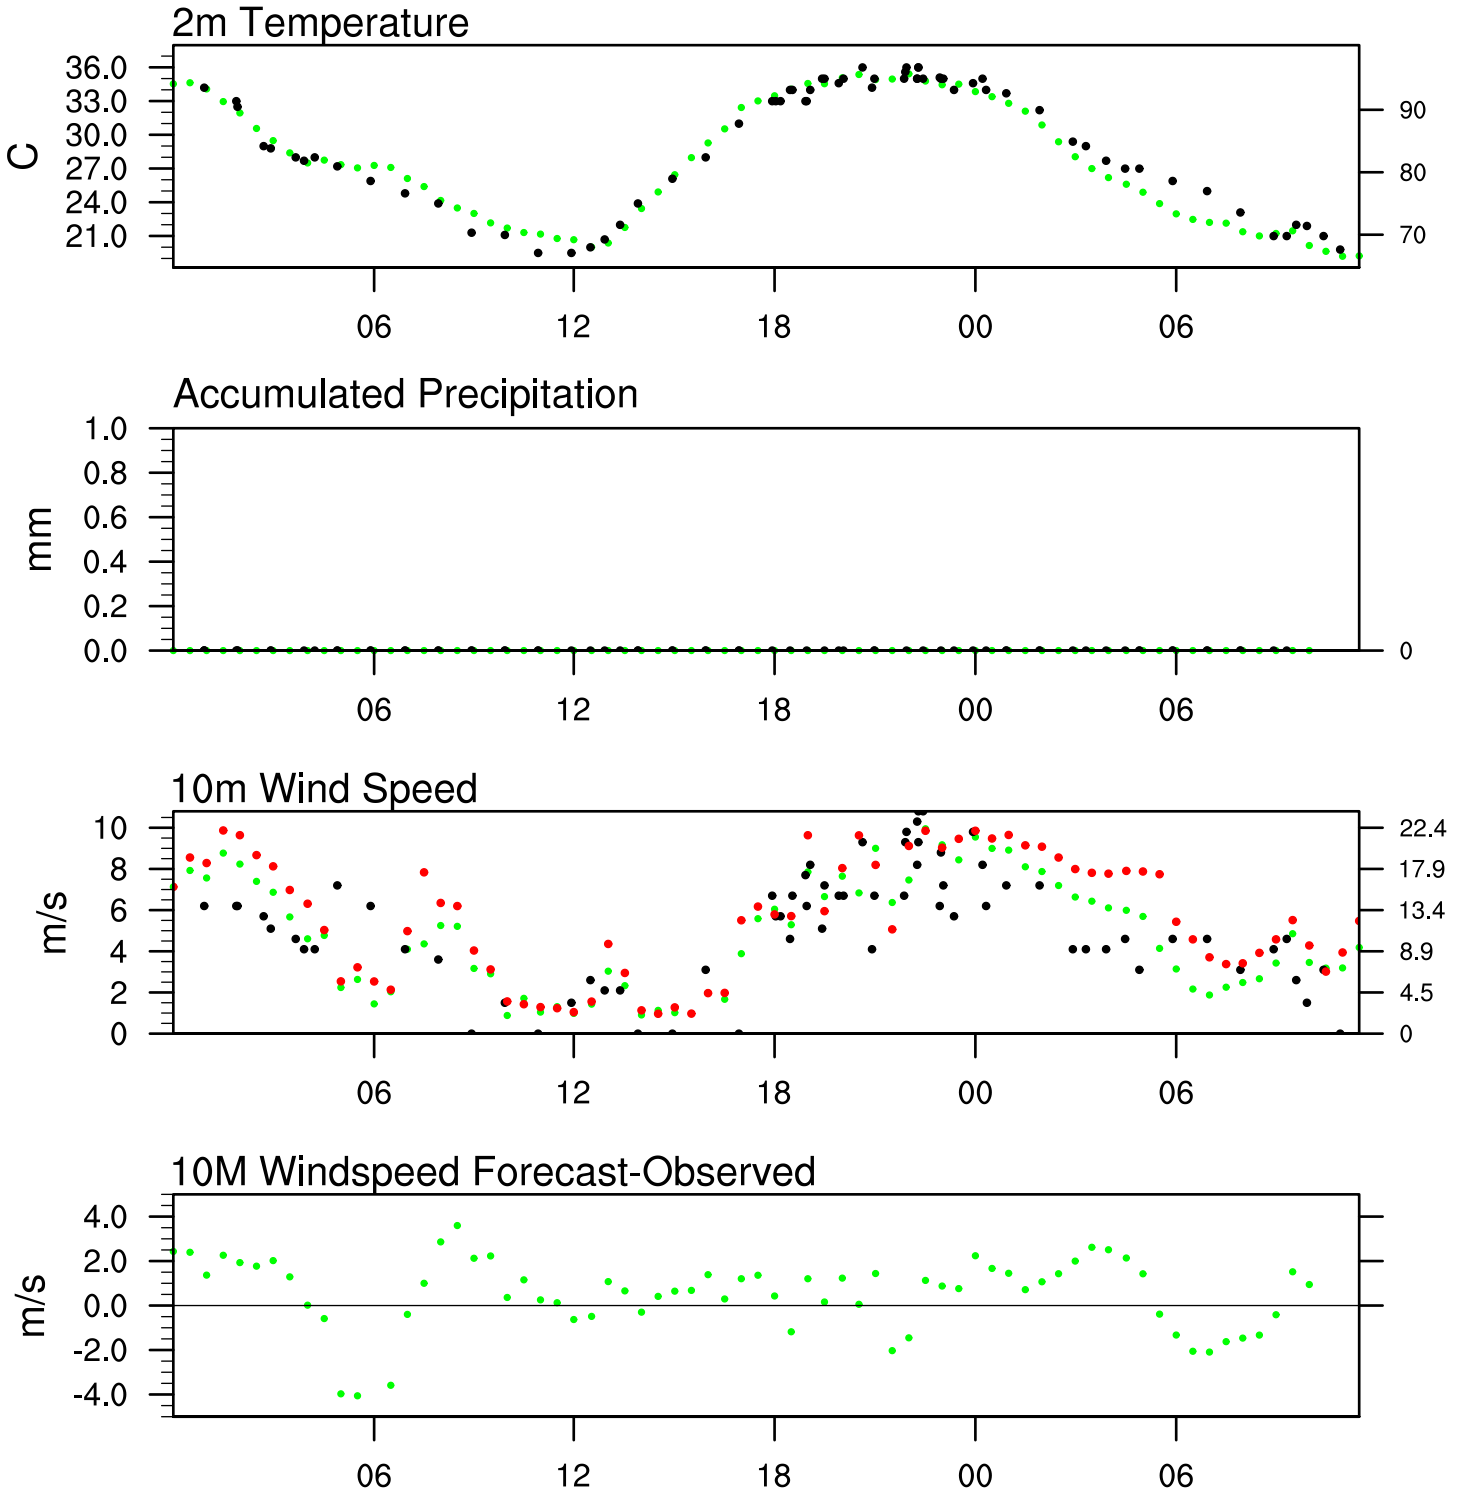 2m Temperature
36.0
33.0
30.0
27.0
24.0
21.0
C
90
80
70
06 12 18 00 06
Accumulated Precipitation
1.0
0.8
0.6
0.4
0.2
0.0
mm
0
06 12 18 00 06
10m Wind Speed
10
8
6
4
2
0
m/s
22.4
17.9
13.4
8.9
4.5
0
06 12 18 00 06
10M Windspeed Forecast-Observed
4.0
2.0
0.0
-2.0
-4.0
m/s
06 12 18 00 06